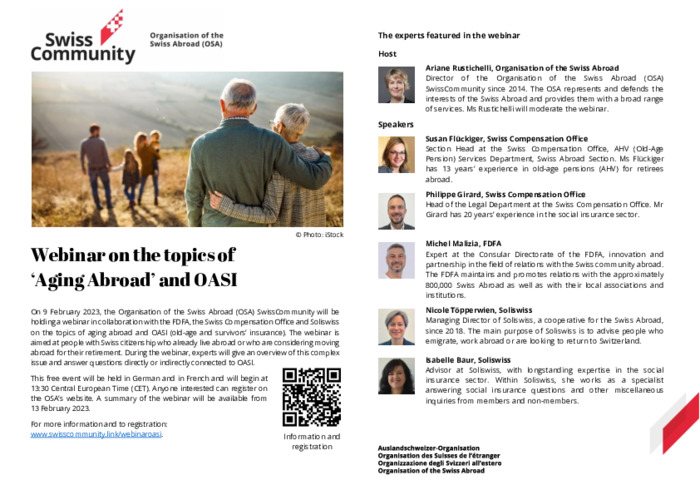 Swiss
Community
Organisation of the
Swiss Abroad (OSA)
© Photo: iStock
Webinar on the topics of
‘Aging Abroad’ and OASI
On 9 February 2023, the Organisation of the Swiss Abroad (OSA) SwissCommunity will be
holding a webinar in collaboration with the FDFA, the Swiss Compensation Office and Soliswiss
on the topics of aging abroad and OASI (old-age and survivors’ insurance). The webinar is
aimed at people with Swiss citizenship who already live abroad or who are considering moving
abroad for their retirement. During the webinar, experts will give an overview of this complex
issue and answer questions directly or indirectly connected to OASI.
This free event will be held in German and in French and will begin at
13:30 Central European Time (CET). Anyone interested can register on
the OSA’s website. A summary of the webinar will be available from
13 February 2023.
For more information and to registration:
www.swisscommunity.link/webinaroasi.
Information and
registration
The experts featured in the webinar
Host
Ariane Rustichelli, Organisation of the Swiss Abroad
Director of the Organisation of the Swiss Abroad (OSA)
SwissCommunity since 2014. The OSA represents and defends the
interests of the Swiss Abroad and provides them with a broad range
of services. Ms Rustichelli will moderate the webinar.
Speakers
Susan Flückiger, Swiss Compensation Office
Section Head at the Swiss Compensation Office, AHV (Old-Age
Pension) Services Department, Swiss Abroad Section. Ms Flückiger
has 13 years’ experience in old-age pensions (AHV) for retirees
abroad.
Philippe Girard, Swiss Compensation Office
Head of the Legal Department at the Swiss Compensation Office. Mr
Girard has 20 years’ experience in the social insurance sector.
Michel Malizia, FDFA
Expert at the Consular Directorate of the FDFA, innovation and
partnership in the field of relations with the Swiss community abroad.
The FDFA maintains and promotes relations with the approximately
800,000 Swiss Abroad as well as with their local associations and
institutions.
Nicole Töpperwien, Soliswiss
Managing Director of Soliswiss, a cooperative for the Swiss Abroad,
since 2018. The main purpose of Soliswiss is to advise people who
emigrate, work abroad or are looking to return to Switzerland.
Isabelle Baur, Soliswiss
Advisor at Soliswiss, with longstanding expertise in the social
insurance sector. Within Soliswiss, she works as a specialist
answering social insurance questions and other miscellaneous
inquiries from members and non-members.
Auslandschweizer-Organisation
Organisation des Suisses de l’étranger
Organizzazione degli Svizzeri all’estero
Organisation of the Swiss Abroad